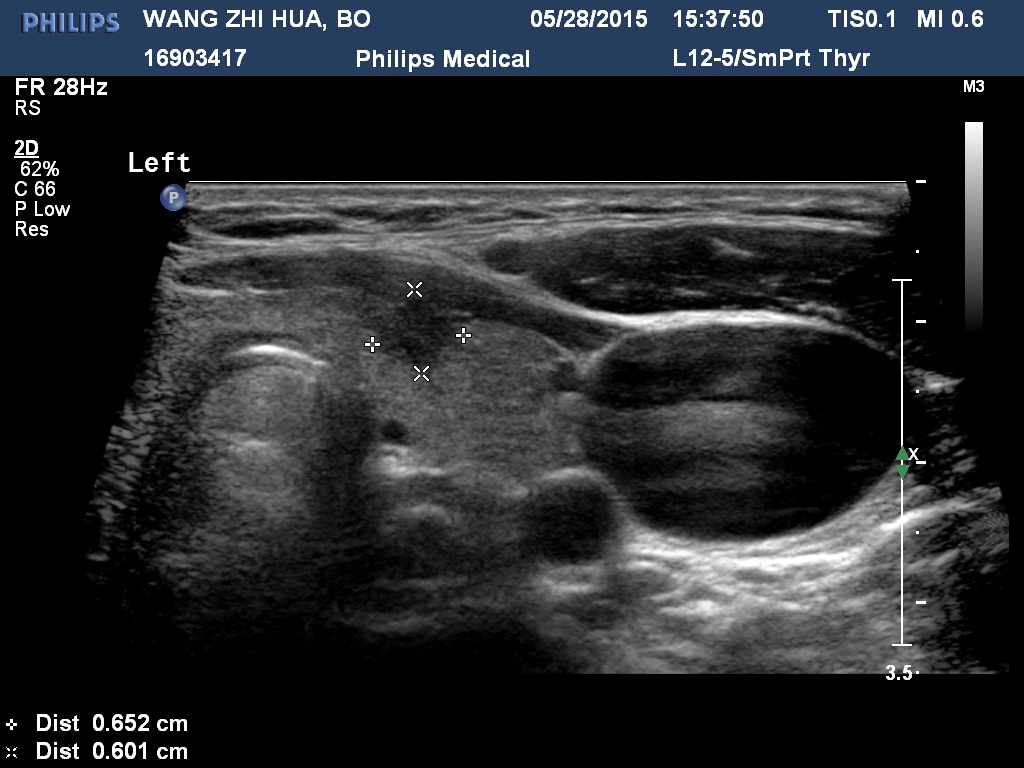 PHILIPS WANG ZHI HUA, BO 05/28/2015 15:37:50 TIS0.1 MI 0.6
16903417 Philips Medical L12-5/SmPrt Thyr
FR 28Hz
RS
M3
2D
62%
C 66
P Low
Res
Left
P
X
3.5
Dist 0.652 cm
Dist 0.601 cm